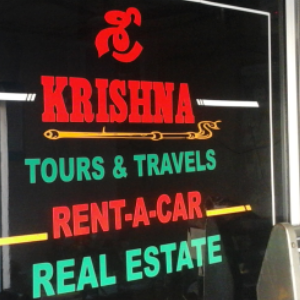 KRISHNA
TOURS & TRAVELS
RENT-A-CAR
REAL ESTATE